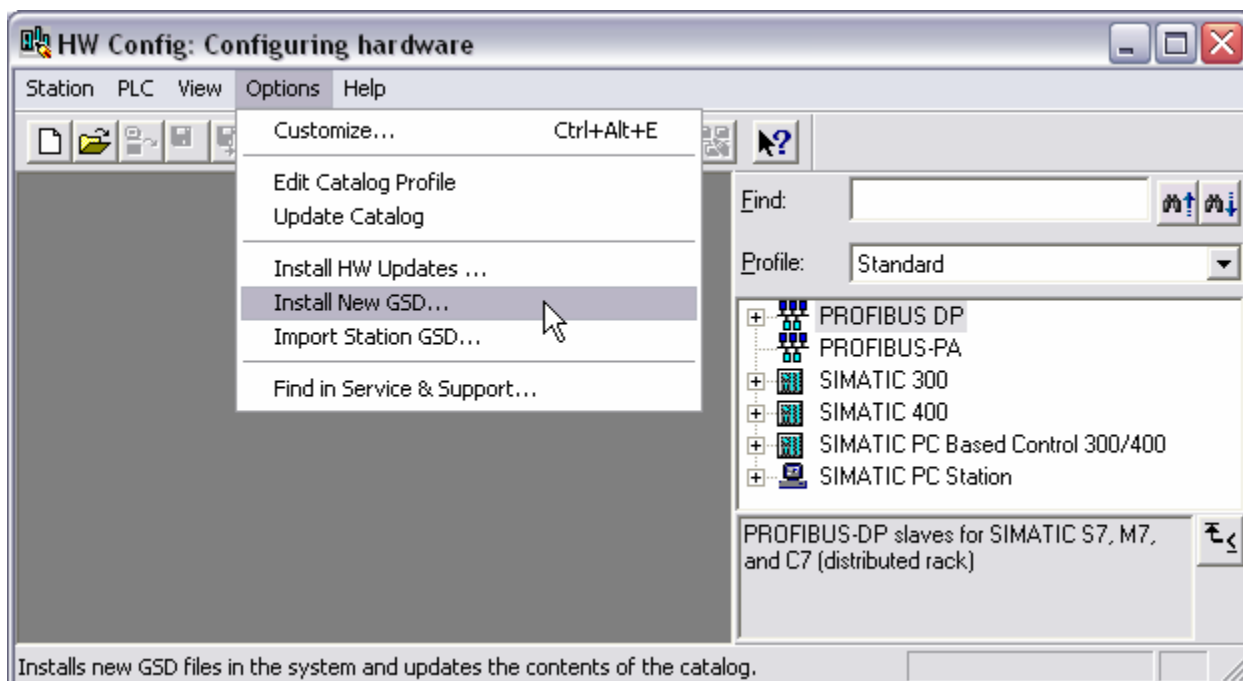 HW Config: Configuring hardware
Station PLC View Options Help
Customize... Ctrl+Alt+E
Edit Catalog Profile
Update Catalog
Install HW Updates ...
Install New GSD...
Import Station GSD...
Find in Service & Support...
Find:
Profile: Standard
PROFIBUS DP
PROFIBUS-PA
SIMATIC 300
SIMATIC 400
SIMATIC PC Based Control 300/400
SIMATIC PC Station
PROFIBUS-DP slaves for SIMATIC S7, M7,
and C7 (distributed rack)
Installs new GSD files in the system and updates the contents of the catalog.